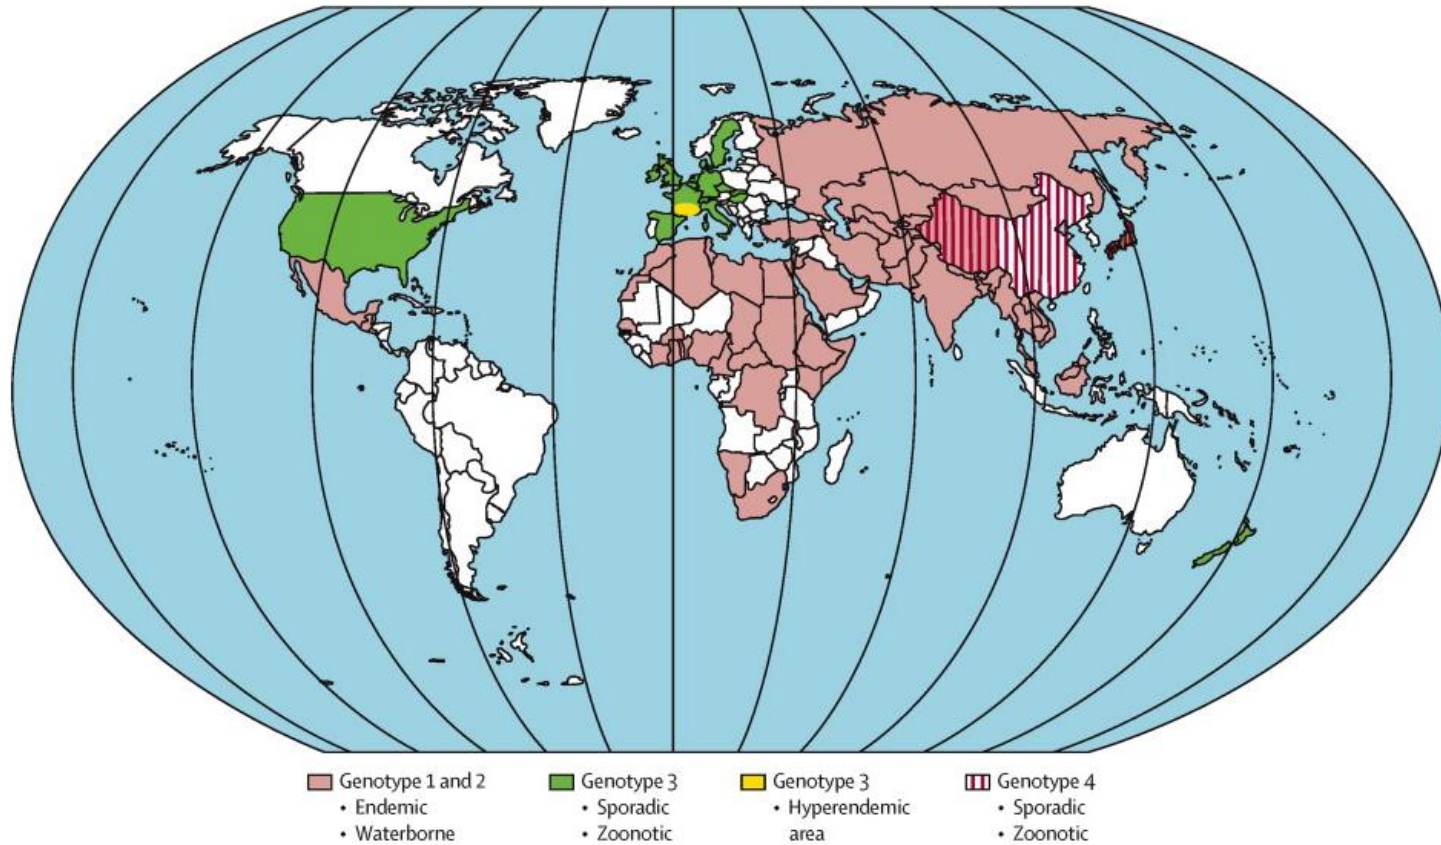 Genotype 1 and 2
• Endemic
• Waterborne
Genotype 3
• Sporadic
• Zoonotic
Genotype 3
• Hyperendemic
area
Genotype 4
• Sporadic
• Zoonotic